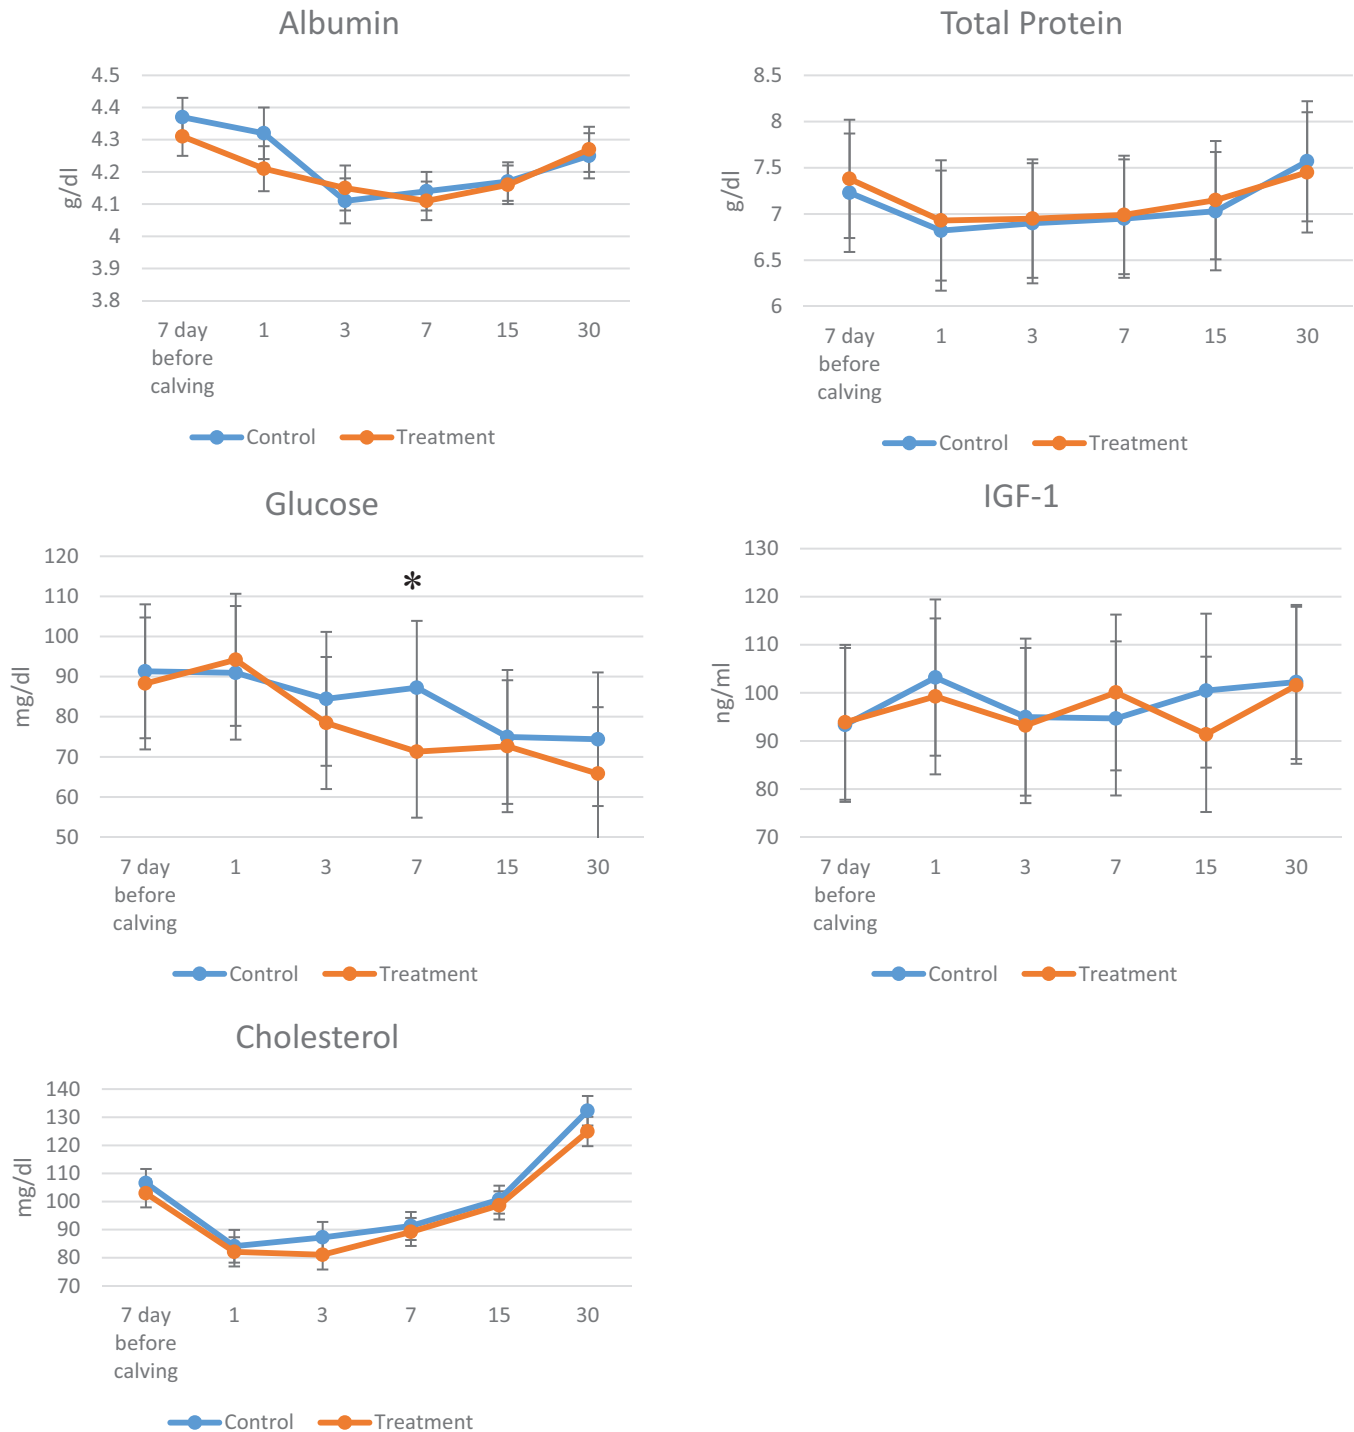 Albumin
4.5
4.4
4.3
4.2
4.1
4
3.9
3.8
g/dl
7 day before calving
1
3
7
15
30
Control
Treatment
Total Protein
8.5
8
7.5
7
6.5
6
g/dl
7 day before calving
1
3
7
15
30
Control
Treatment
Glucose
120
110
100
90
80
70
60
50
mg/dl
*
7 day before calving
1
3
7
15
30
Control
Treatment
IGF-1
130
120
110
100
90
80
70
ng/ml
7 day before calving
1
3
7
15
30
Control
Treatment
Cholesterol
140
130
120
110
100
90
80
70
mg/dl
7 day before calving
1
3
7
15
30
Control
Treatment